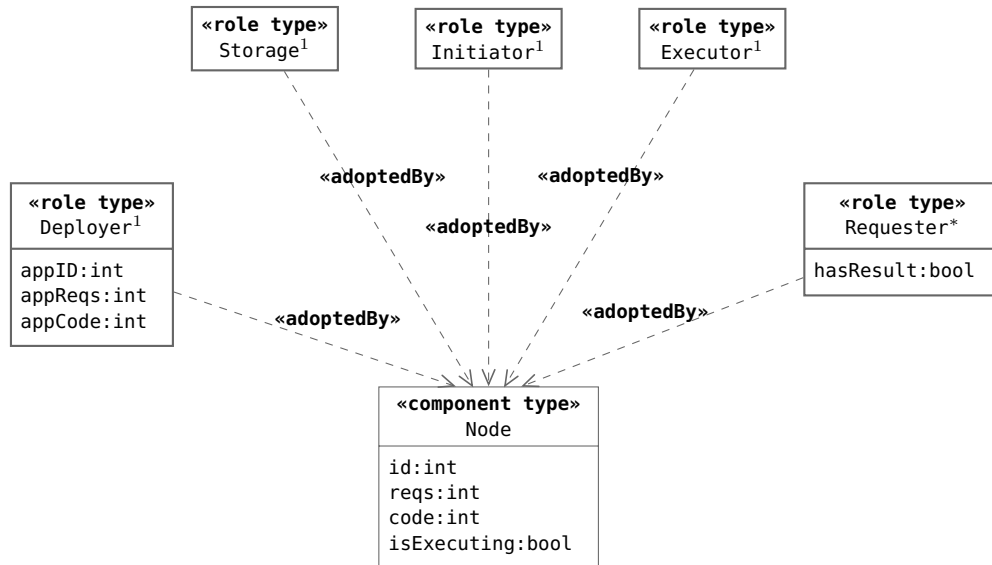 «role type»
Storage¹
«role type»
Initiator¹
«role type»
Executor¹
«adoptedBy»
«adoptedBy»
«role type»
Deployer¹
appID:int
appReqs:int
appCode:int
«adoptedBy»
«role type»
Requester*
hasResult:bool
«adoptedBy»
«adoptedBy»
«component type»
Node
id:int
reqs:int
code:int
isExecuting:bool